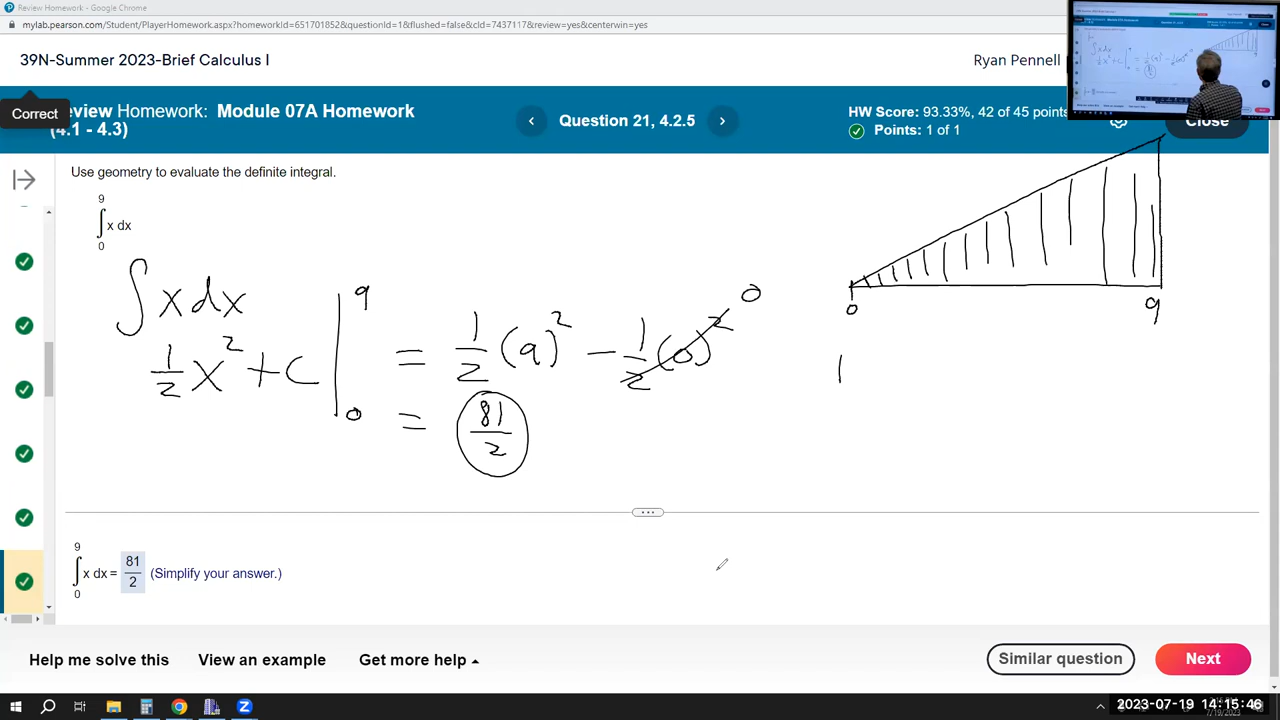 Review Homework - Google Chrome
mylab.pearson.com/Student/PlayerHomework.aspx?homeworkId=651701852&que
flushed=false&cId=7437117&back=
w=yes&centerwin=yes
39N-Summer 2023-Brief Calculus I
Ryan Pennell
Correct
Review Homework: Module 07A Homework
(4.1 - 4.3)
Question 21, 4.2.5
HW Score: 93.33%, 42 of 45 points
Points: 1 of 1
Close
Use geometry to evaluate the definite integral.
9
∫ x dx
0
∫ x dx
1/2 x² + C |₀⁹ = 1/2 (9)² − 1/2 (0)² 0
= 81/2
0 9
1
9
∫ x dx = 81/2 (Simplify your answer.)
0
Help me solve this
View an example
Get more help
Similar question
Next
2023-07-19 14:15:46